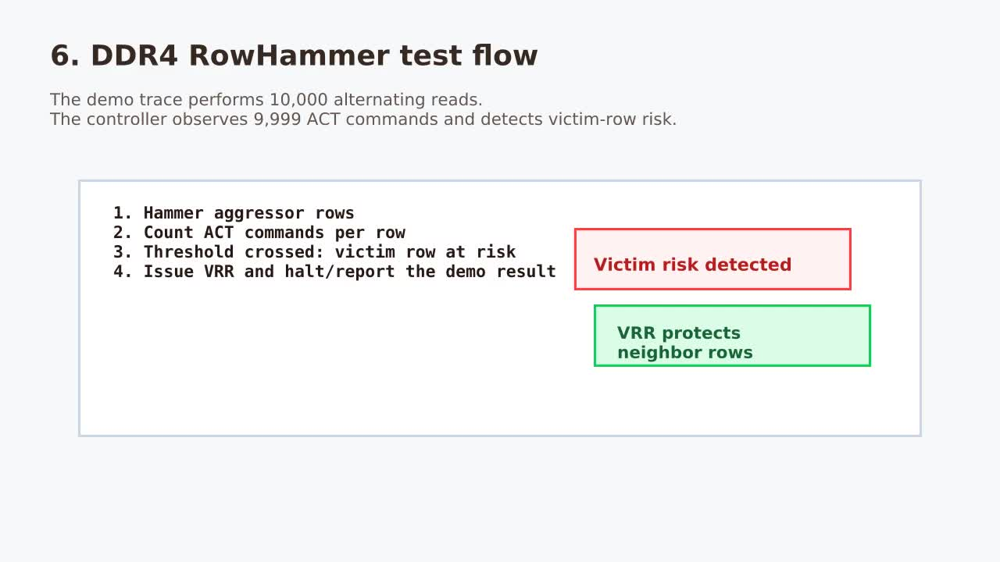 6. DDR4 RowHammer test flow
The demo trace performs 10,000 alternating reads.
The controller observes 9,999 ACT commands and detects victim-row risk.
1. Hammer aggressor rows
2. Count ACT commands per row
3. Threshold crossed: victim row at risk
4. Issue VRR and halt/report the demo result
Victim risk detected
VRR protects
neighbor rows